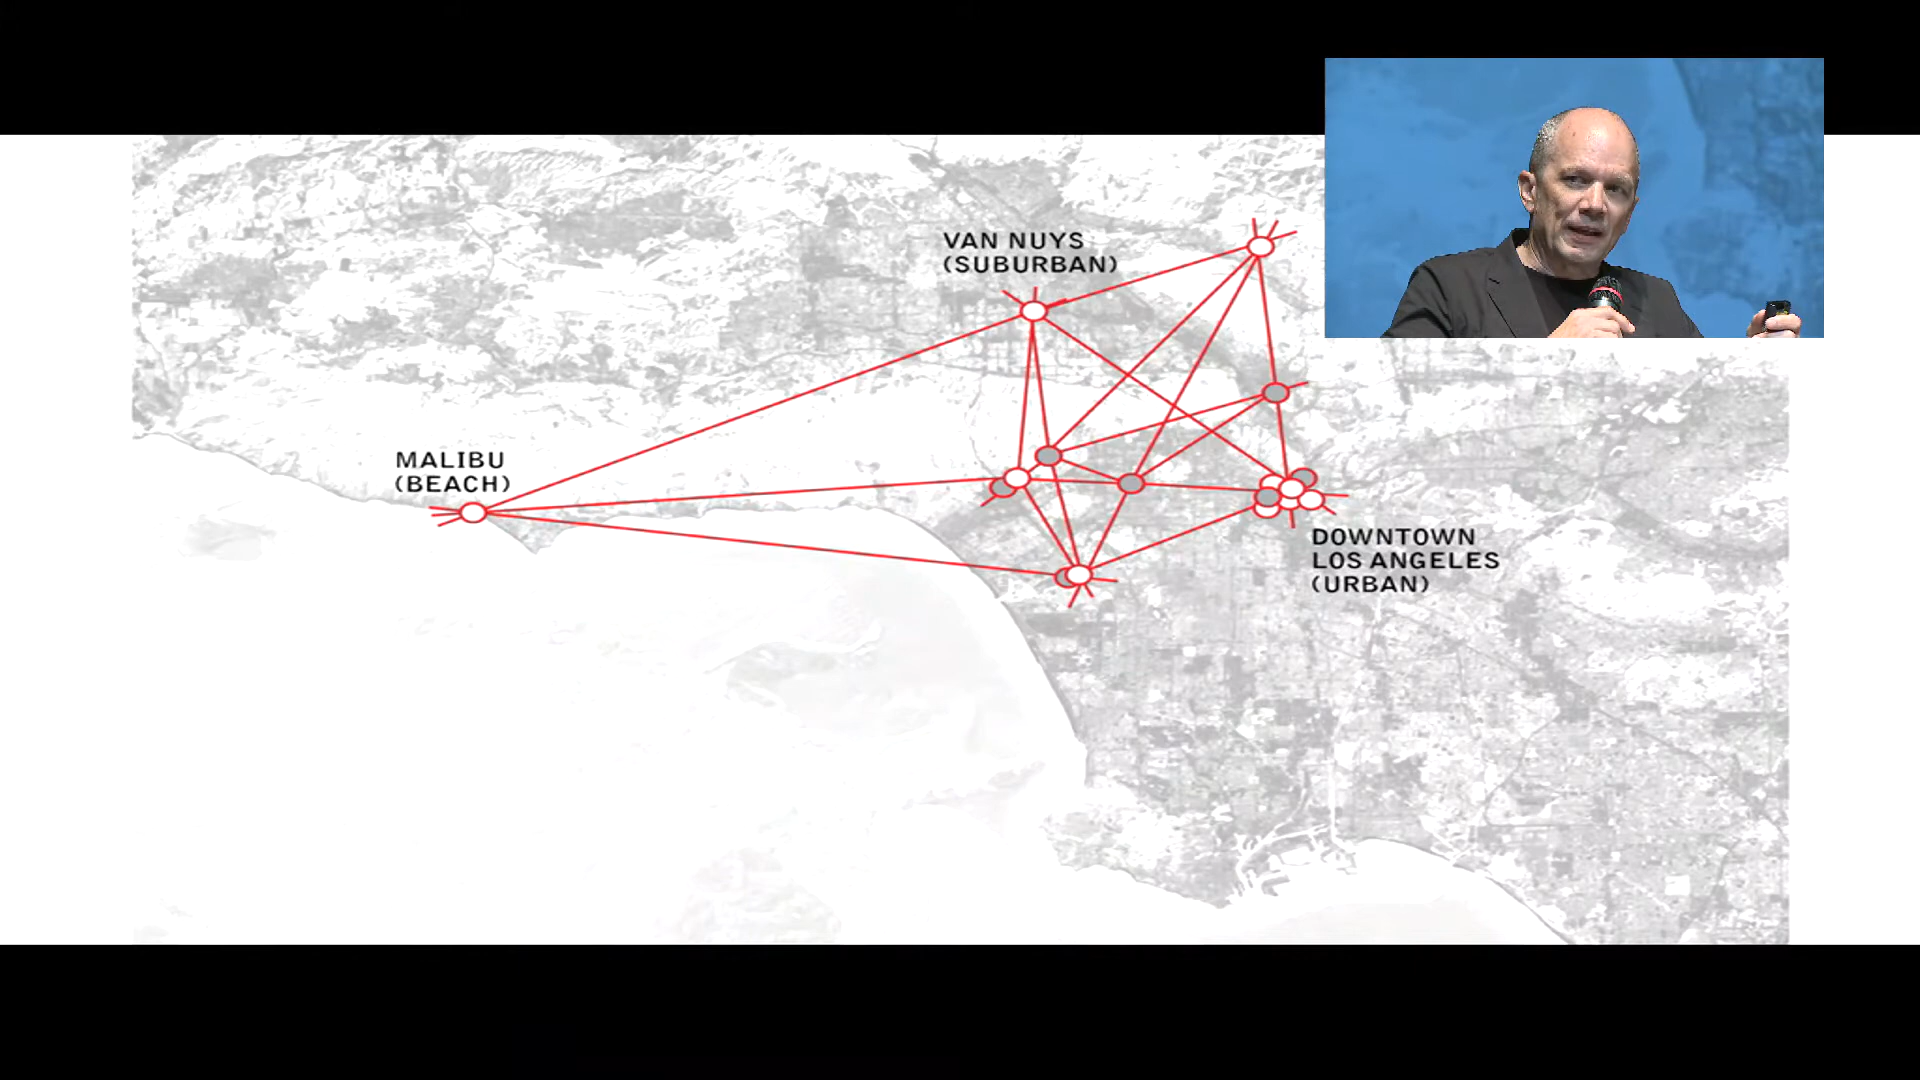 VAN NUYS
(SUBURBAN)
MALIBU
(BEACH)
DOWNTOWN
LOS ANGELES
(URBAN)